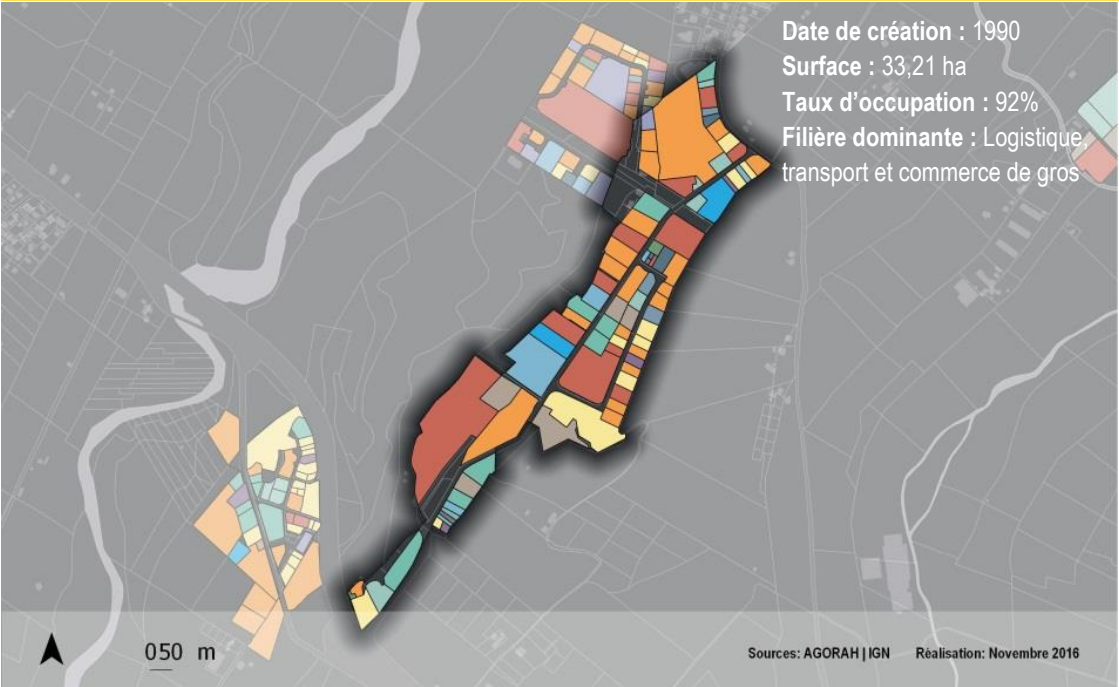 Date de création : 1990
Surface : 33,21 ha
Taux d'occupation : 92%
Filière dominante : Logistique,
transport et commerce de gros
050 m
Sources: AGORAH | IGN Réalisation: Novembre 2016